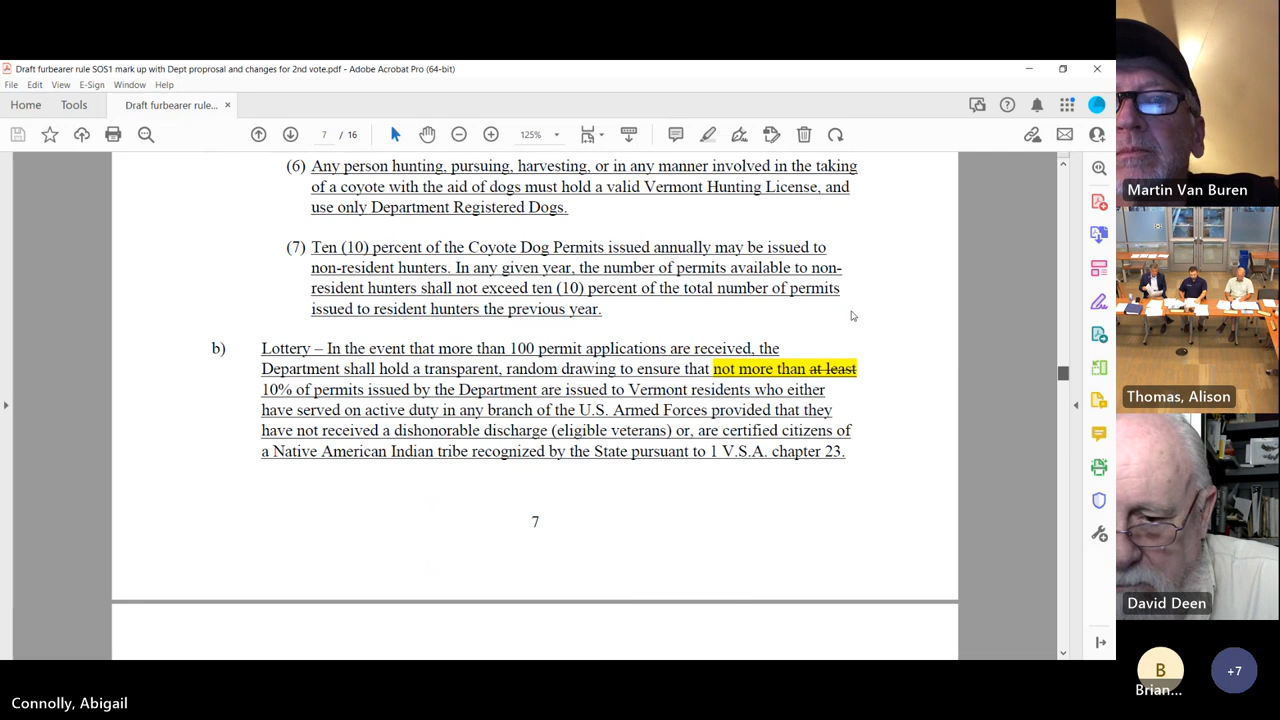 Draft furbearer rule SOS1 mark up with Dept proprosal and changes for 2nd vote.pdf - Adobe Acrobat Pro (64-bit)
File Edit View E-Sign Window Help
Home Tools Draft furbearer rule... ×
7 / 16 125%
(6) Any person hunting, pursuing, harvesting, or in any manner involved in the taking
of a coyote with the aid of dogs must hold a valid Vermont Hunting License, and
use only Department Registered Dogs.
(7) Ten (10) percent of the Coyote Dog Permits issued annually may be issued to
non-resident hunters. In any given year, the number of permits available to non-
resident hunters shall not exceed ten (10) percent of the total number of permits
issued to resident hunters the previous year.
b) Lottery – In the event that more than 100 permit applications are received, the
Department shall hold a transparent, random drawing to ensure that not more than at least
10% of permits issued by the Department are issued to Vermont residents who either
have served on active duty in any branch of the U.S. Armed Forces provided that they
have not received a dishonorable discharge (eligible veterans) or, are certified citizens of
a Native American Indian tribe recognized by the State pursuant to 1 V.S.A. chapter 23.
7
Martin Van Buren
Thomas, Alison
David Deen
B
Brian...
+7
Connolly, Abigail